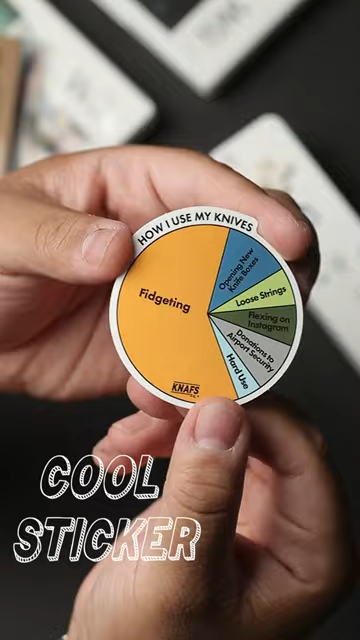 HOW I USE MY KNIVES
Fidgeting
Opening New
Knife Boxes
Loose Strings
Flexing on
Instagram
Donations to
Airport Security
Hard Use
KNAFS
COOL
STICKER